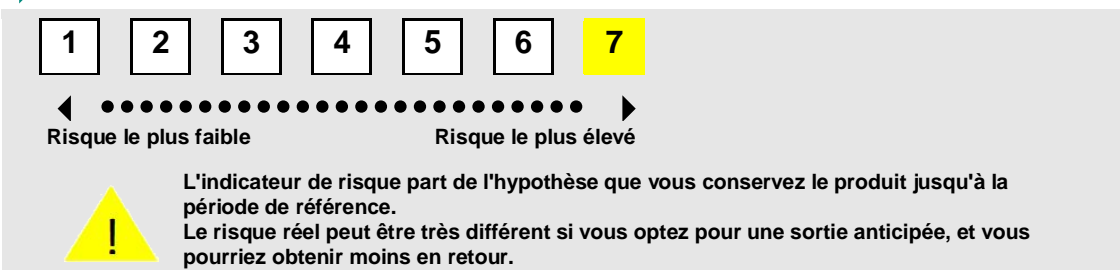 1 2 3 4 5 6 7
Risque le plus faible Risque le plus élevé
L'indicateur de risque part de l'hypothèse que vous conservez le produit jusqu'à la
période de référence.
Le risque réel peut être très différent si vous optez pour une sortie anticipée, et vous
! pourriez obtenir moins en retour.